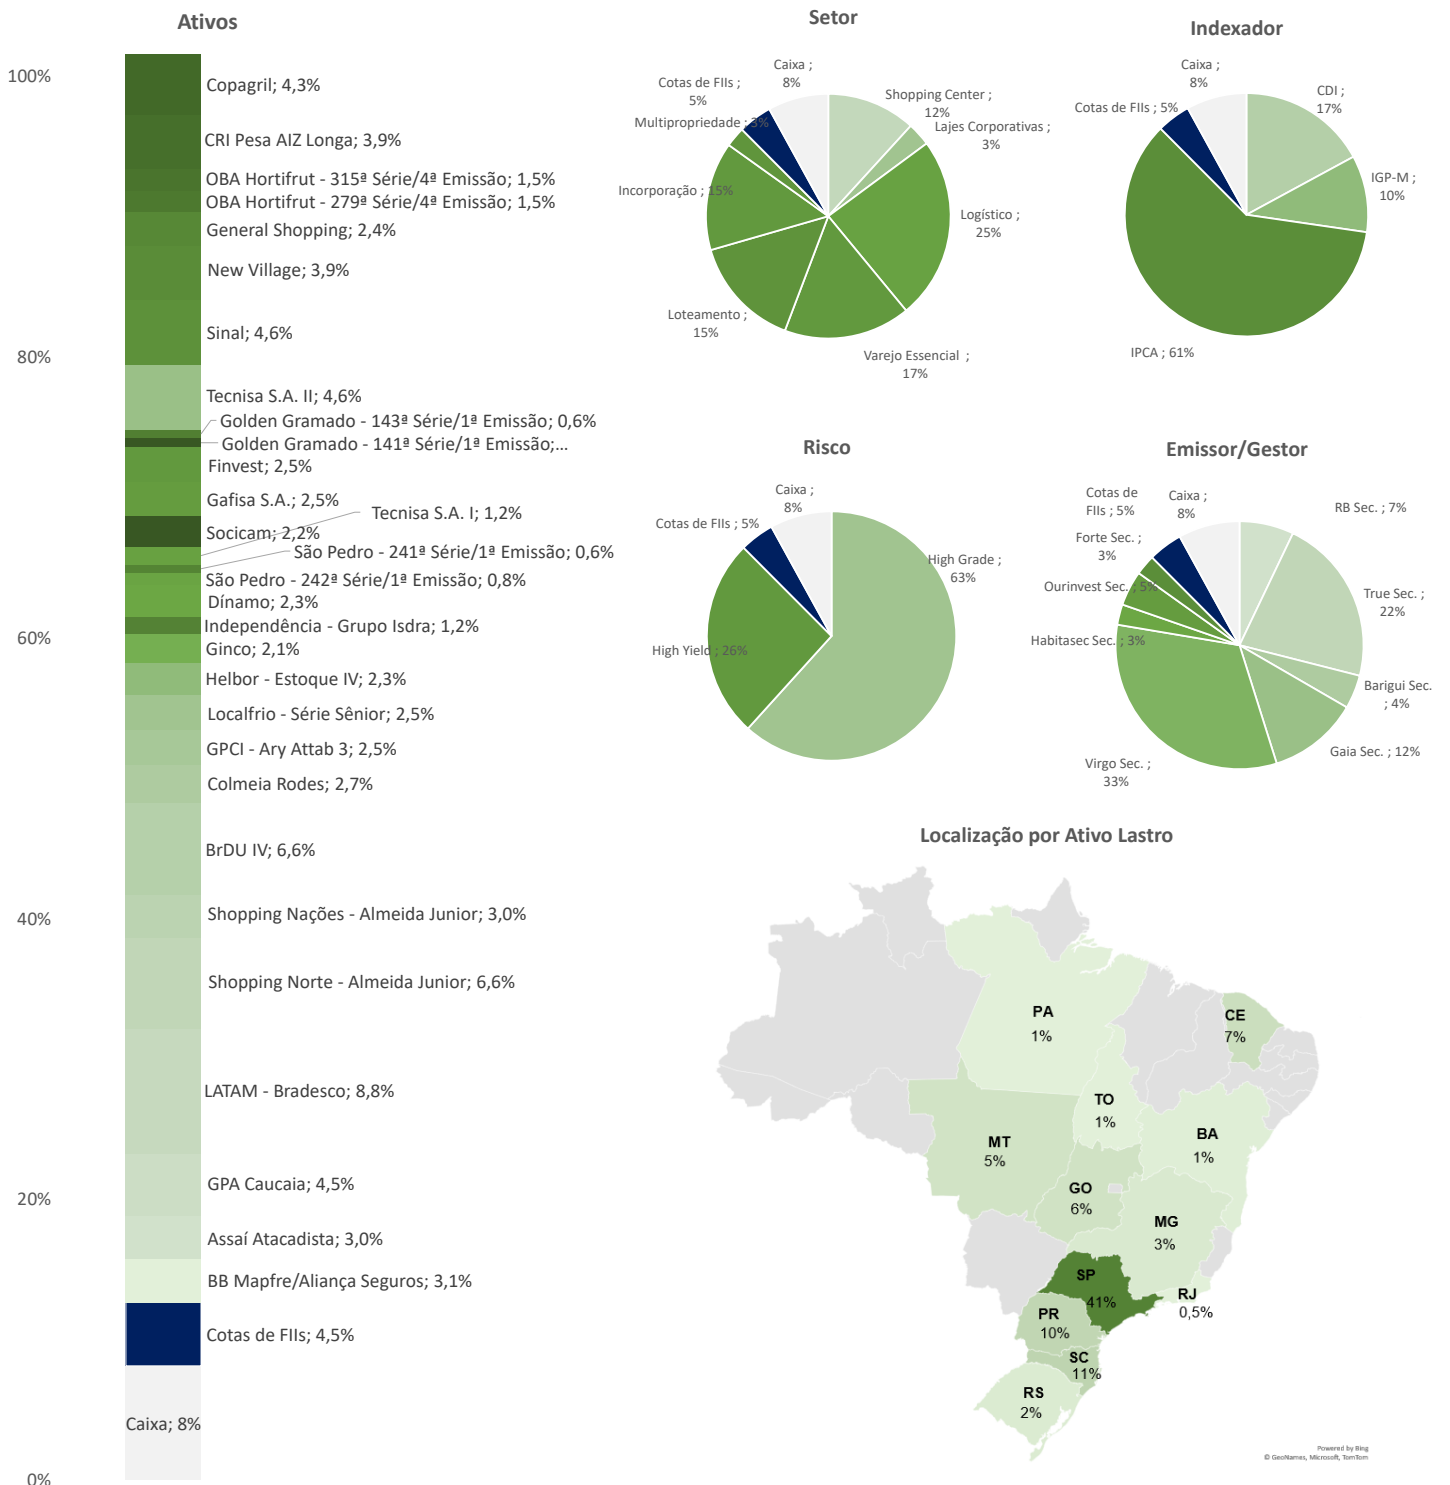 Ativos
100%
80%
60%
40%
20%
0%
Copagril; 4,3%
CRI Pesa AIZ Longa; 3,9%
OBA Hortifrut - 315ª Série/4ª Emissão; 1,5%
OBA Hortifrut - 279ª Série/4ª Emissão; 1,5%
General Shopping; 2,4%
New Village; 3,9%
Sinal; 4,6%
Tecnisa S.A. II; 4,6%
Golden Gramado - 143ª Série/1ª Emissão; 0,6%
Golden Gramado - 141ª Série/1ª Emissão;...
Finvest; 2,5%
Gafisa S.A.; 2,5%
Tecnisa S.A. I; 1,2%
Socicam; 2,2%
São Pedro - 241ª Série/1ª Emissão; 0,6%
São Pedro - 242ª Série/1ª Emissão; 0,8%
Dínamo; 2,3%
Independência - Grupo Isdra; 1,2%
Ginco; 2,1%
Helbor - Estoque IV; 2,3%
Localfrio - Série Sênior; 2,5%
GPCI - Ary Attab 3; 2,5%
Colmeia Rodes; 2,7%
BrDU IV; 6,6%
Shopping Nações - Almeida Junior; 3,0%
Shopping Norte - Almeida Junior; 6,6%
LATAM - Bradesco; 8,8%
GPA Caucaia; 4,5%
Assaí Atacadista; 3,0%
BB Mapfre/Aliança Seguros; 3,1%
Cotas de FIIs; 4,5%
Caixa; 8%
Setor
Caixa ;
8%
Cotas de FIIs ;
5%
Shopping Center ;
12%
Multipropriedade ; 3%
Lajes Corporativas ;
3%
Incorporação ; 15%
Logístico ;
25%
Loteamento ;
15%
Varejo Essencial ;
17%
Indexador
Caixa ;
8%
CDI ;
17%
Cotas de FIIs ; 5%
IGP-M ;
10%
IPCA ; 61%
Risco
Caixa ;
8%
Cotas de FIIs ; 5%
High Grade ;
63%
High Yield ; 26%
Emissor/Gestor
Cotas de
FIIs ; 5%
Caixa ;
8%
RB Sec. ; 7%
Forte Sec. ;
3%
Ourinvest Sec. ; 5%
True Sec. ;
22%
Habitasec Sec. ; 3%
Barigui Sec.
; 4%
Gaia Sec. ; 12%
Virgo Sec. ;
33%
Localização por Ativo Lastro
PA
1%
CE
7%
TO
1%
MT
5%
BA
1%
GO
6%
MG
3%
SP
41%
RJ
0,5%
PR
10%
SC
11%
RS
2%
Powered by Bing
© GeoNames, Microsoft, TomTom